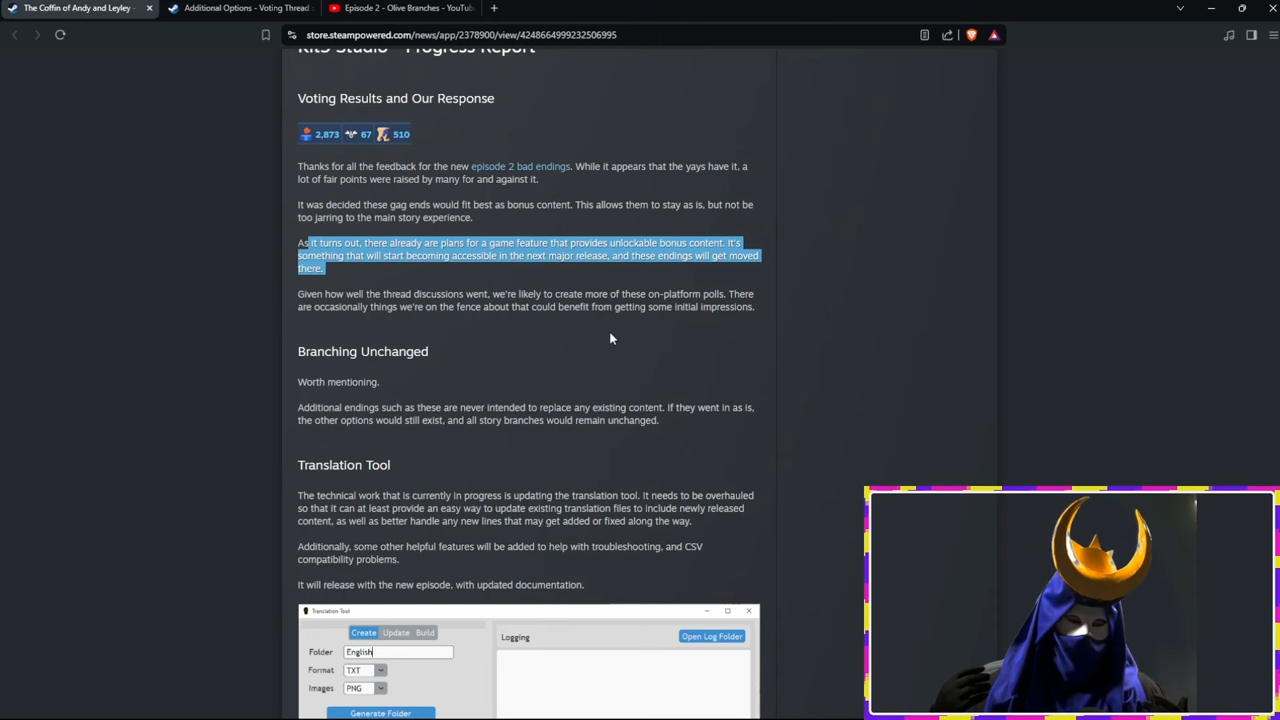 The Coffin of Andy and Leyley -
Additional Options - Voting Thread
Episode 2 - Olive Branches - YouTub
store.steampowered.com/news/app/2378900/view/4248664999232506995
Kit9 Studio - Progress Report
Voting Results and Our Response
2,873 67 510
Thanks for all the feedback for the new episode 2 bad endings. While it appears that the yays have it, a
lot of fair points were raised by many for and against it.
It was decided these gag ends would fit best as bonus content. This allows them to stay as is, but not be
too jarring to the main story experience.
As it turns out, there already are plans for a game feature that provides unlockable bonus content. It's
something that will start becoming accessible in the next major release, and these endings will get moved
there.
Given how well the thread discussions went, we're likely to create more of these on-platform polls. There
are occasionally things we're on the fence about that could benefit from getting some initial impressions.
Branching Unchanged
Worth mentioning.
Additional endings such as these are never intended to replace any existing content. If they went in as is,
the other options would still exist, and all story branches would remain unchanged.
Translation Tool
The technical work that is currently in progress is updating the translation tool. It needs to be overhauled
so that it can at least provide an easy way to update existing translation files to include newly released
content, as well as better handle any new lines that may get added or fixed along the way.
Additionally, some other helpful features will be added to help with troubleshooting, and CSV
compatibility problems.
It will release with the new episode, with updated documentation.
Translation Tool
Create Update Build
Logging
Open Log Folder
Folder English
Format TXT
Images PNG
Generate Folder